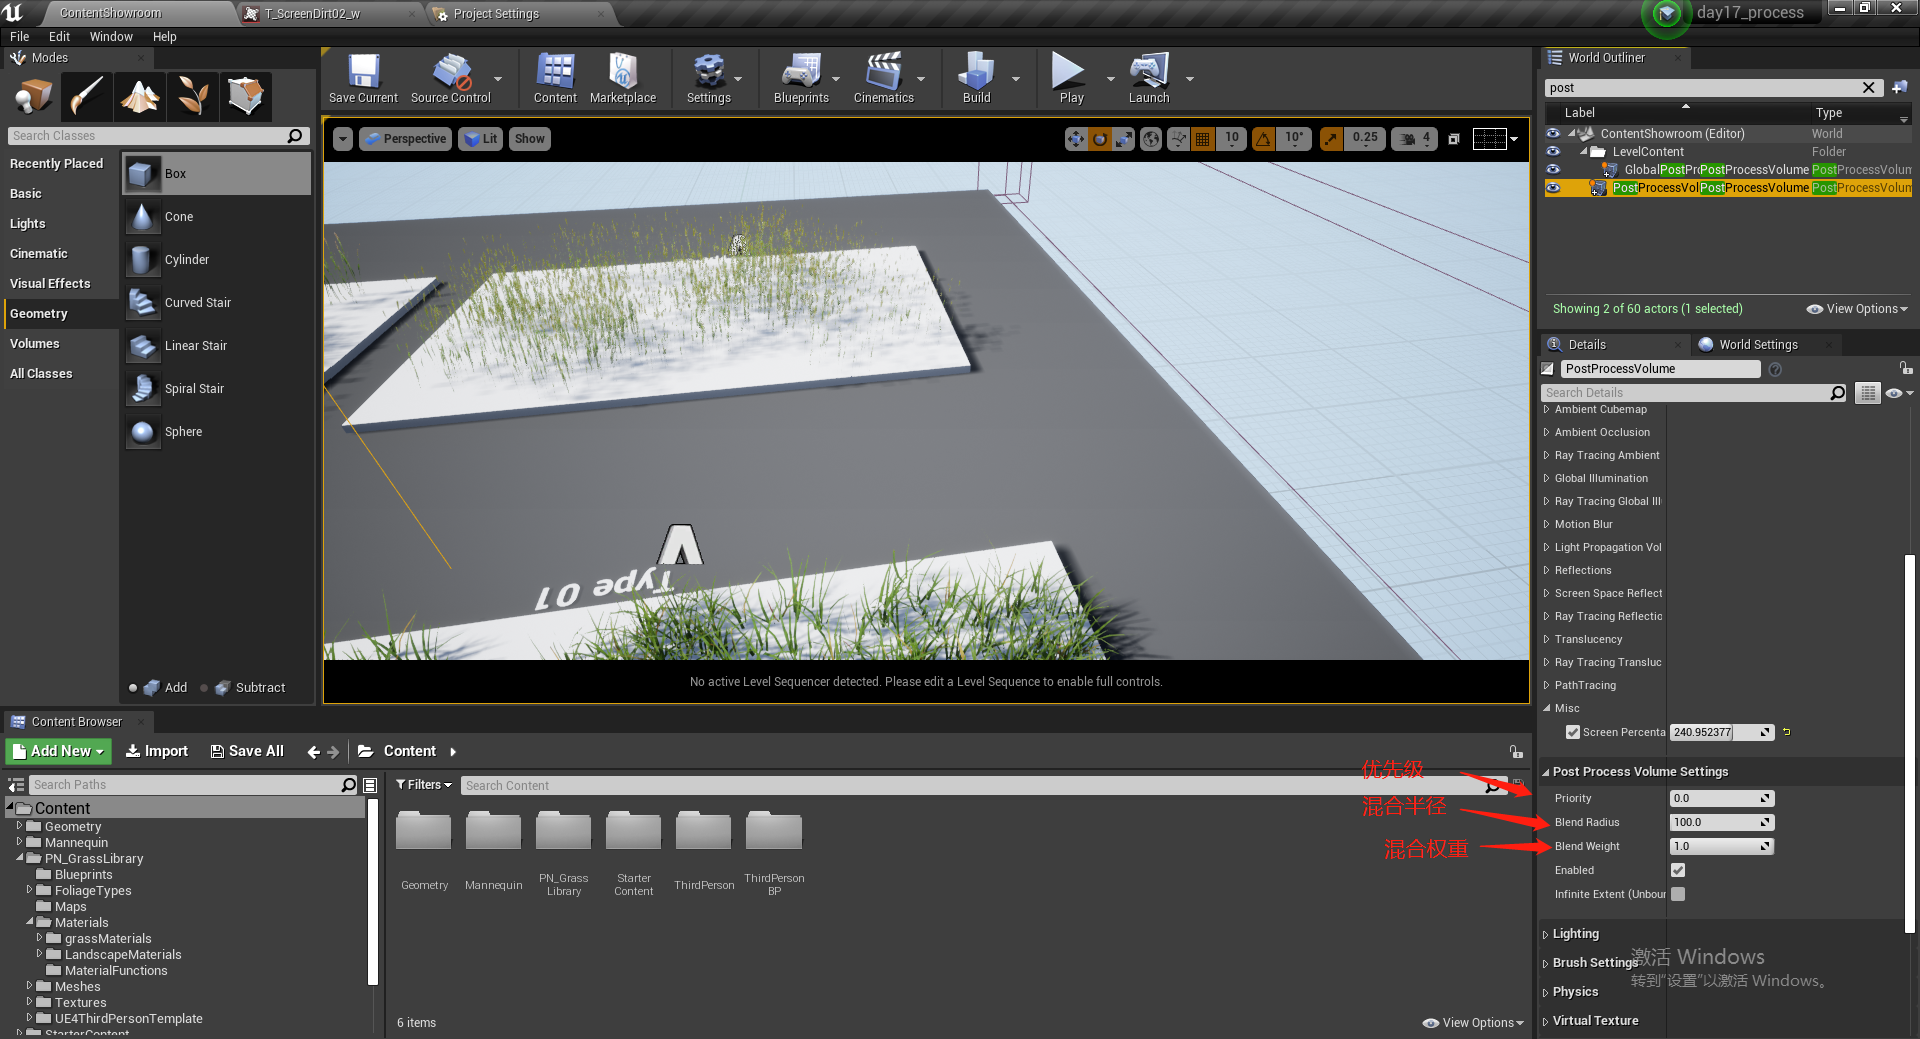 ContentShowroom
T_ScreenDirt02_w
Project Settings
day17_process
File Edit Window Help
Modes
Search Classes
Recently Placed
Basic
Lights
Cinematic
Visual Effects
Geometry
Volumes
All Classes
Box
Cone
Cylinder
Curved Stair
Linear Stair
Spiral Stair
Sphere
Add Subtract
Save Current
Source Control
Content
Marketplace
Settings
Blueprints
Cinematics
Build
Play
Launch
Perspective Lit Show
10 10° 0.25 4
A
Type 01
No active Level Sequencer detected. Please edit a Level Sequence to enable full controls.
World Outliner
post
Label Type
ContentShowroom (Editor) World
LevelContent Folder
GlobalPostPrPostProcessVolume PostProcessVolum
PostProcessVolPostProcessVolume PostProcessVolum
Showing 2 of 60 actors (1 selected) View Options
Details World Settings
PostProcessVolume
Search Details
Ambient Cubemap
Ambient Occlusion
Ray Tracing Ambient
Global Illumination
Ray Tracing Global Illu
Motion Blur
Light Propagation Vol
Reflections
Screen Space Reflect
Ray Tracing Reflectio
Translucency
Ray Tracing Transluc
PathTracing
Misc
Screen Percenta 240.952377
Post Process Volume Settings
优先级
Priority 0.0
混合半径
Blend Radius 100.0
混合权重
Blend Weight 1.0
Enabled
Infinite Extent (Unbour
Lighting
Brush Settings
Physics
Virtual Texture
激活 Windows
转到“设置”以激活 Windows。
Content Browser
Add New Import Save All Content
Search Paths
Filters Search Content
Content
Geometry
Mannequin
PN_GrassLibrary
Blueprints
FoliageTypes
Maps
Materials
grassMaterials
LandscapeMaterials
MaterialFunctions
Meshes
Textures
UE4ThirdPersonTemplate
StarterContent
Geometry
Mannequin
PN_Grass
Library
Starter
Content
ThirdPerson
ThirdPerson
BP
6 items
View Options